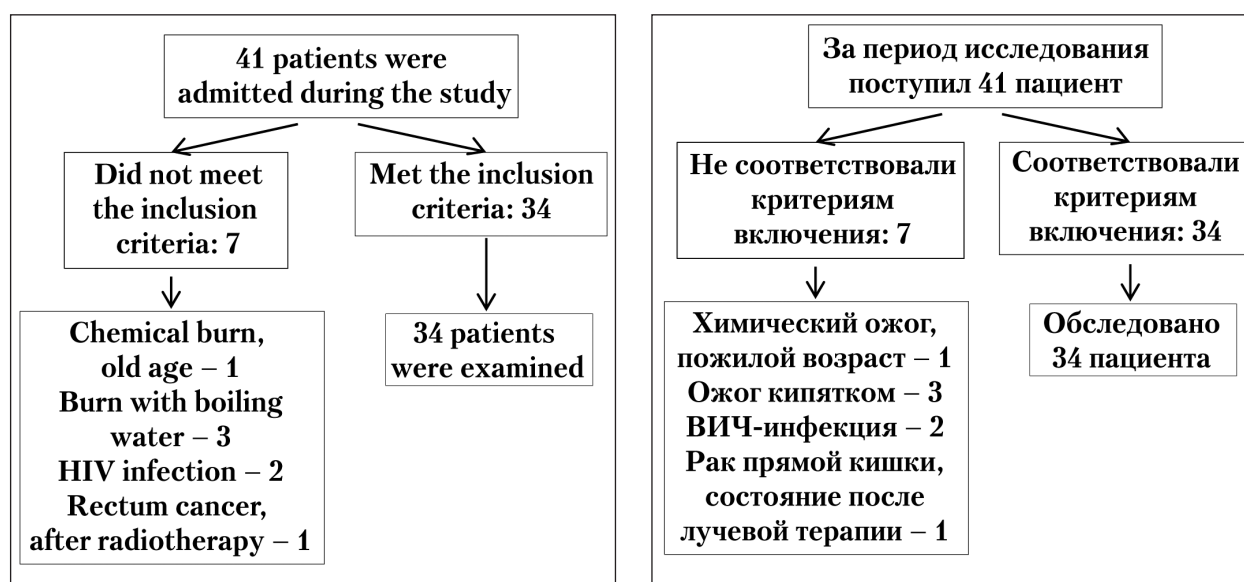 41 patients were
admitted during the study
Did not meet
the inclusion
criteria: 7
Met the inclusion
criteria: 34
Chemical burn,
old age – 1
Burn with boiling
water – 3
HIV infection – 2
Rectum cancer,
after radiotherapy – 1
34 patients
were examined
За период исследования
поступил 41 пациент
Не соответствовали
критериям
включения: 7
Соответствовали
критериям
включения: 34
Химический ожог,
пожилой возраст – 1
Ожог кипятком – 3
ВИЧ-инфекция – 2
Рак прямой кишки,
состояние после
лучевой терапии – 1
Обследовано
34 пациента